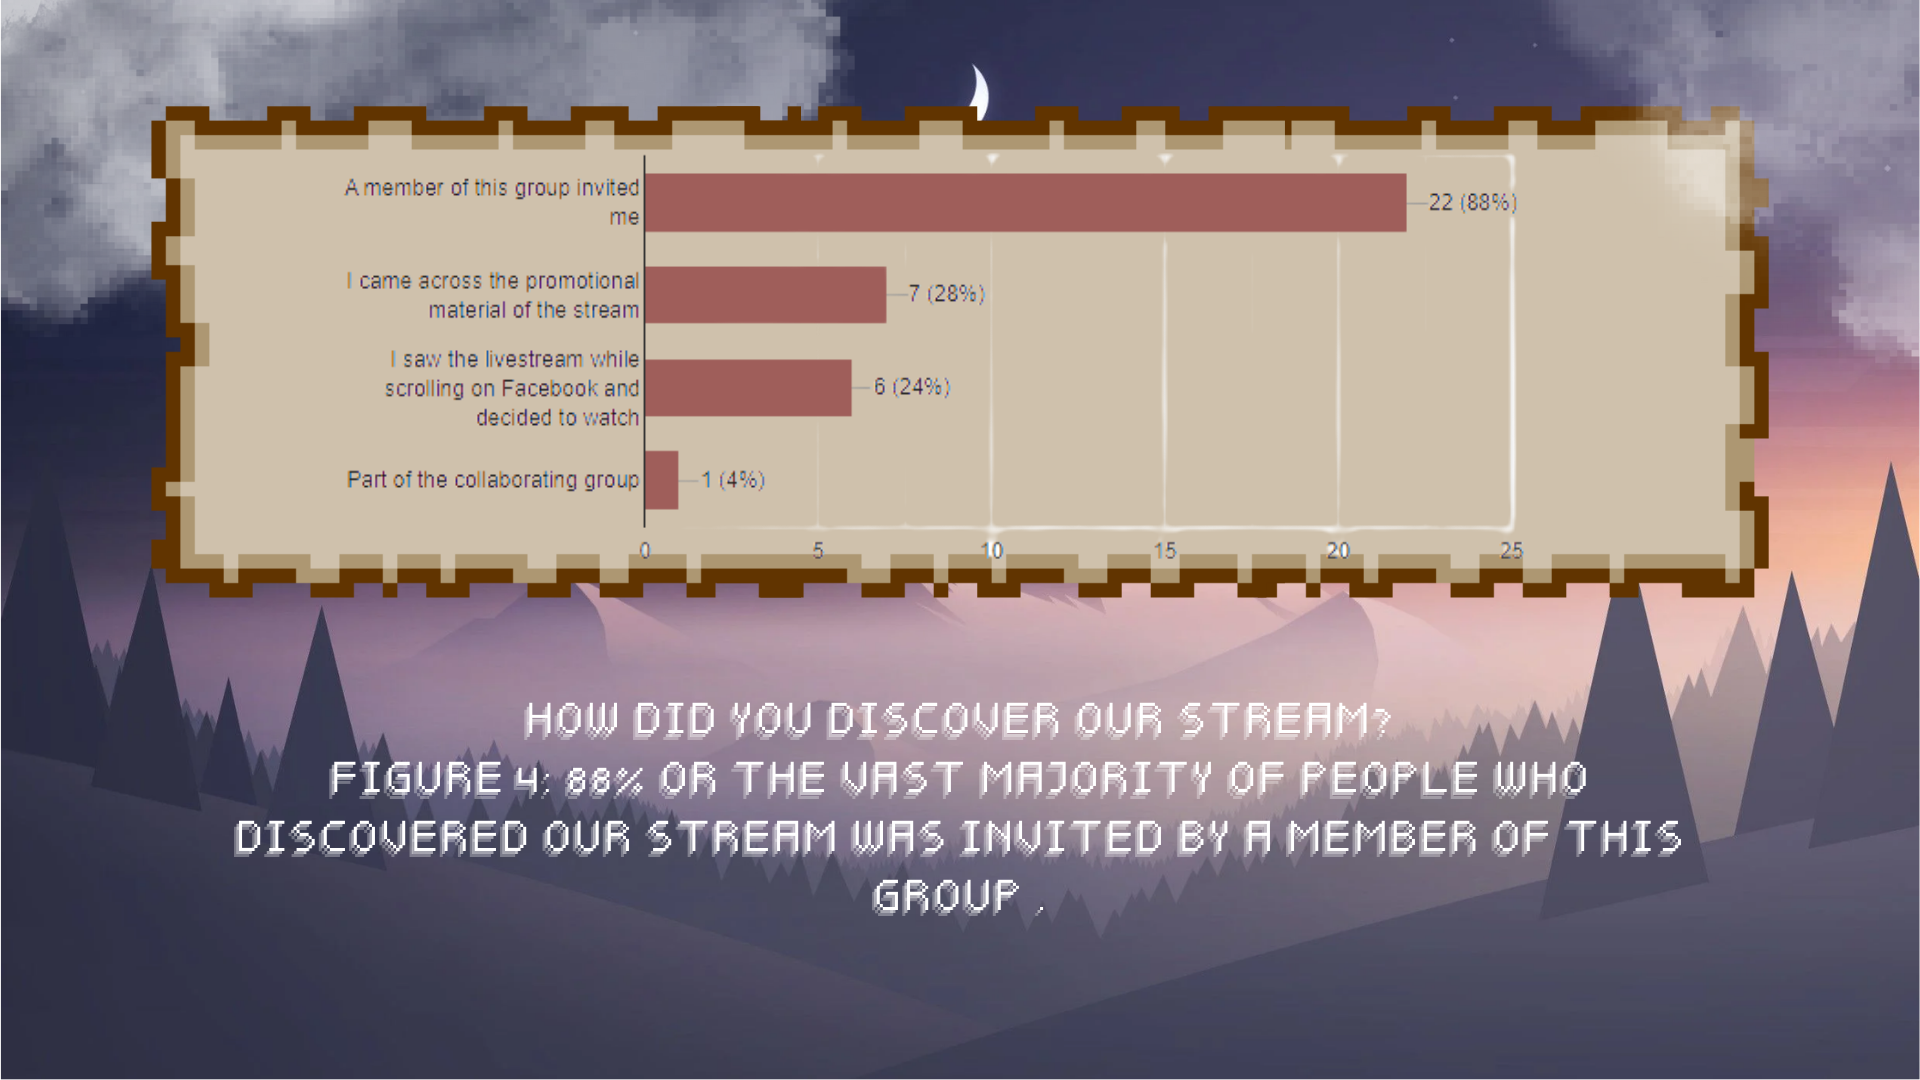 A member of this group invited
me
22 (88%)
I came across the promotional
material of the stream
7 (28%)
I saw the livestream while
scrolling on Facebook and
decided to watch
6 (24%)
Part of the collaborating group
1 (4%)
0 5 10 15 20 25
HOW DID YOU DISCOVER OUR STREAM?
FIGURE 4: 88% OR THE VAST MAJORITY OF PEOPLE WHO
DISCOVERED OUR STREAM WAS INVITED BY A MEMBER OF THIS
GROUP .